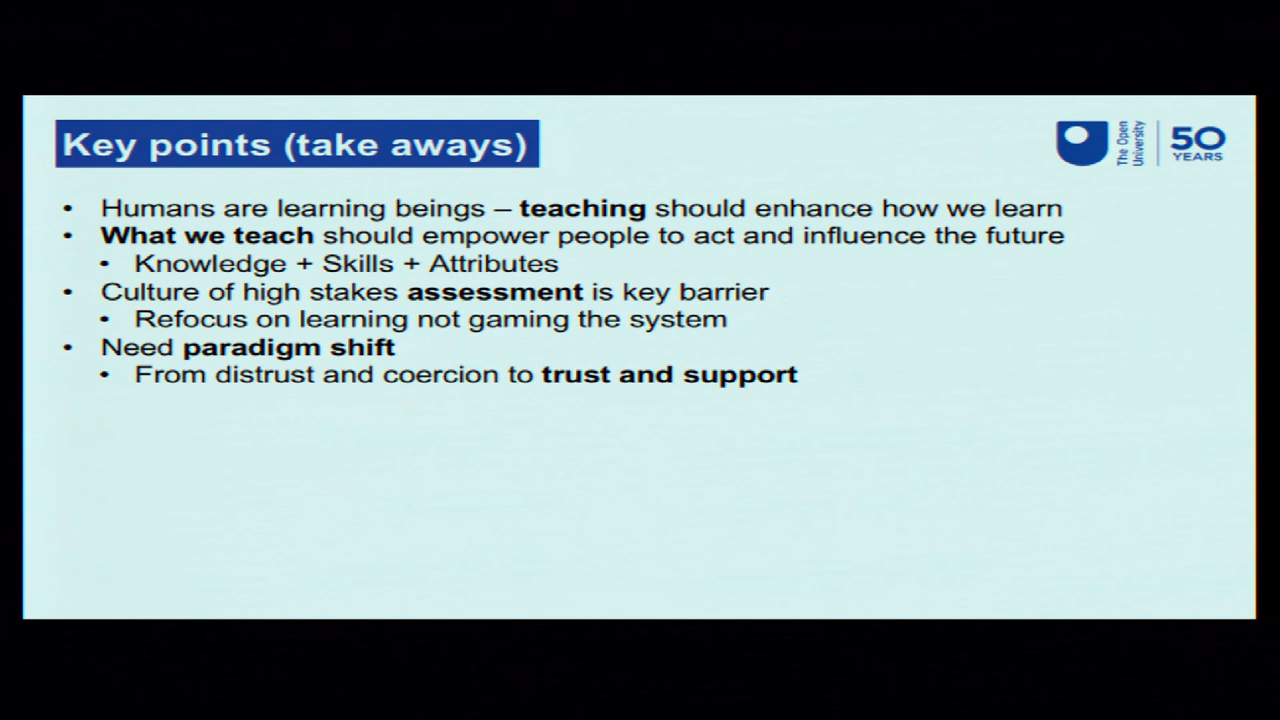 Key points (take aways)
The Open
University
50
YEARS
• Humans are learning beings – teaching should enhance how we learn
• What we teach should empower people to act and influence the future
• Knowledge + Skills + Attributes
• Culture of high stakes assessment is key barrier
• Refocus on learning not gaming the system
• Need paradigm shift
• From distrust and coercion to trust and support